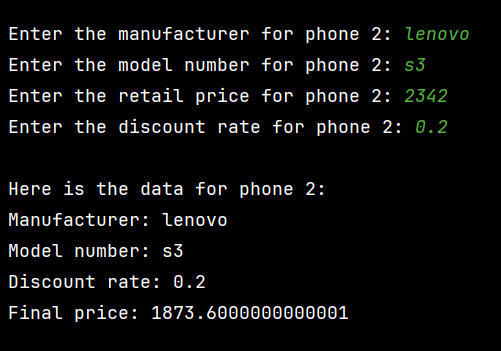 Enter the manufacturer for phone 2: lenovo
Enter the model number for phone 2: s3
Enter the retail price for phone 2: 2342
Enter the discount rate for phone 2: 0.2
Here is the data for phone 2:
Manufacturer: lenovo
Model number: s3
Discount rate: 0.2
Final price: 1873.6000000000001